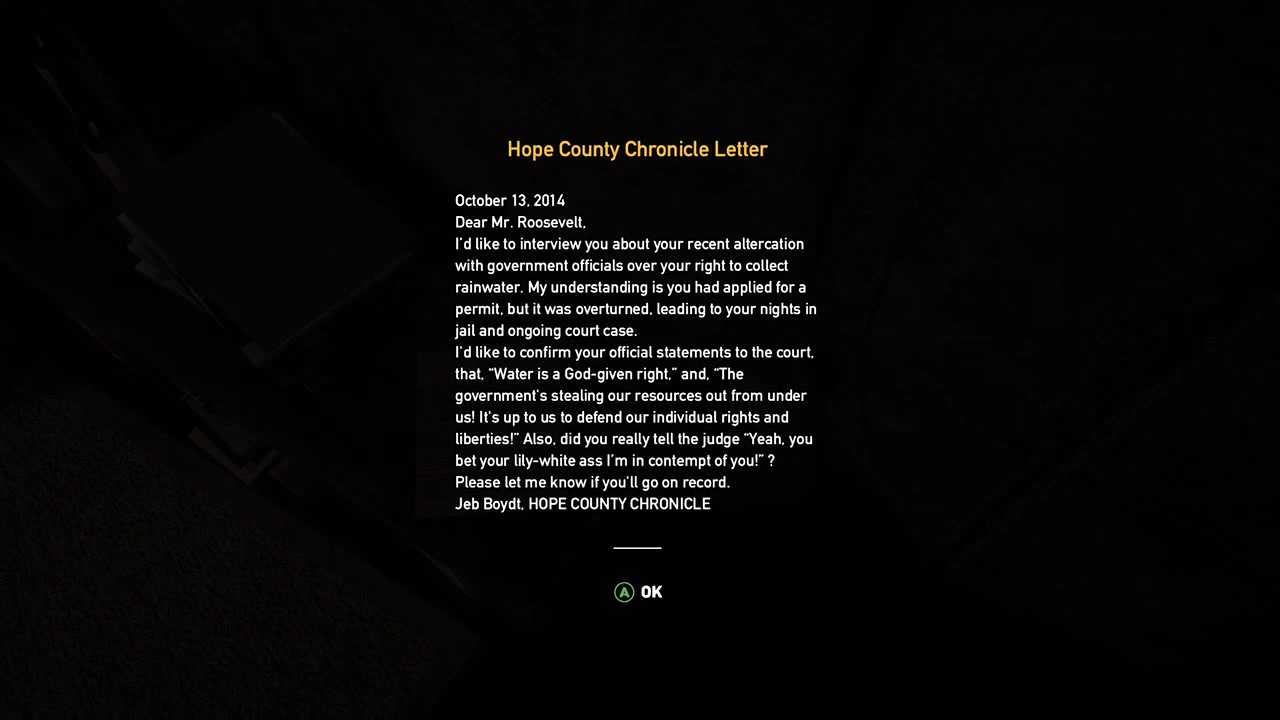 Hope County Chronicle Letter
October 13, 2014
Dear Mr. Roosevelt,
I'd like to interview you about your recent altercation
with government officials over your right to collect
rainwater. My understanding is you had applied for a
permit, but it was overturned, leading to your nights in
jail and ongoing court case.
I'd like to confirm your official statements to the court,
that, “Water is a God-given right,” and, “The
government's stealing our resources out from under
us! It's up to us to defend our individual rights and
liberties!” Also, did you really tell the judge “Yeah, you
bet your lily-white ass I'm in contempt of you!” ?
Please let me know if you'll go on record.
Jeb Boydt, HOPE COUNTY CHRONICLE
A OK